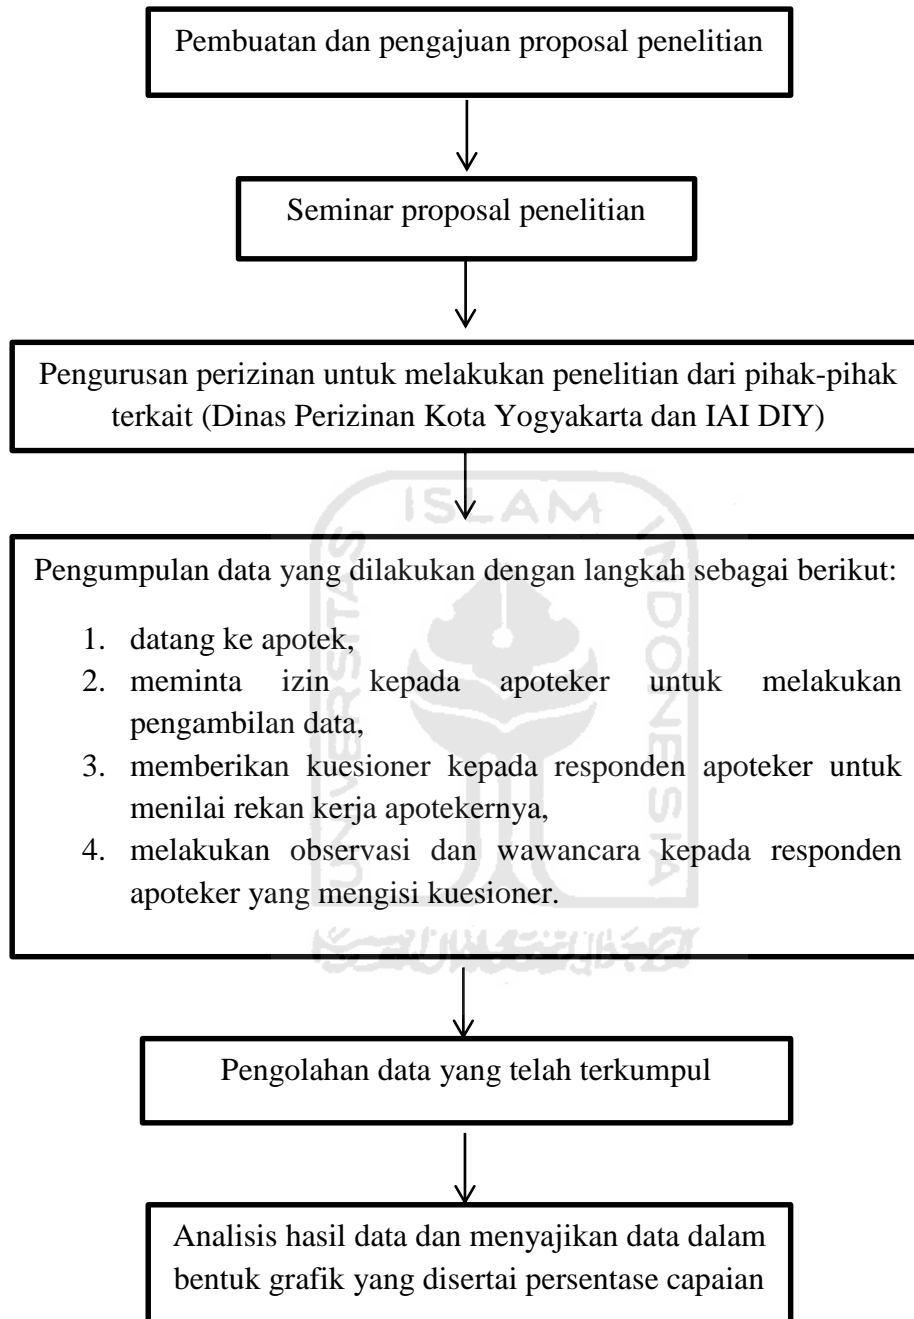 Pembuatan dan pengajuan proposal penelitian
Seminar proposal penelitian
Pengurusan perizinan untuk melakukan penelitian dari pihak-pihak
terkait (Dinas Perizinan Kota Yogyakarta dan IAI DIY)
ISLAM
UNIVERSITAS
INDONESIA
Pengumpulan data yang dilakukan dengan langkah sebagai berikut:
1. datang ke apotek,
2. meminta izin kepada apoteker untuk melakukan
pengambilan data,
3. memberikan kuesioner kepada responden apoteker untuk
menilai rekan kerja apotekernya,
4. melakukan observasi dan wawancara kepada responden
apoteker yang mengisi kuesioner.
Pengolahan data yang telah terkumpul
Analisis hasil data dan menyajikan data dalam
bentuk grafik yang disertai persentase capaian